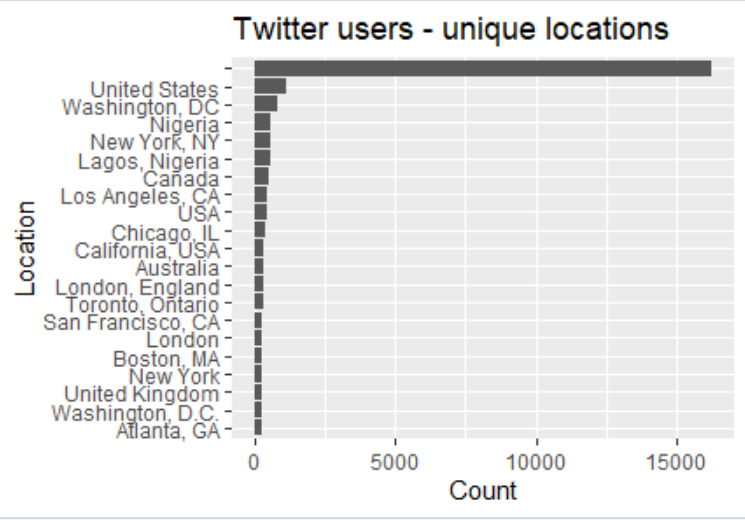 Twitter users - unique locations
United States
Washington, DC
Nigeria
New York, NY
Lagos, Nigeria
Canada
Los Angeles, CA
USA
Chicago, IL
California, USA
Australia
London, England
Toronto, Ontario
San Francisco, CA
London
Boston, MA
New York
United Kingdom
Washington, D.C.
Atlanta, GA
Location
0 5000 10000 15000
Count